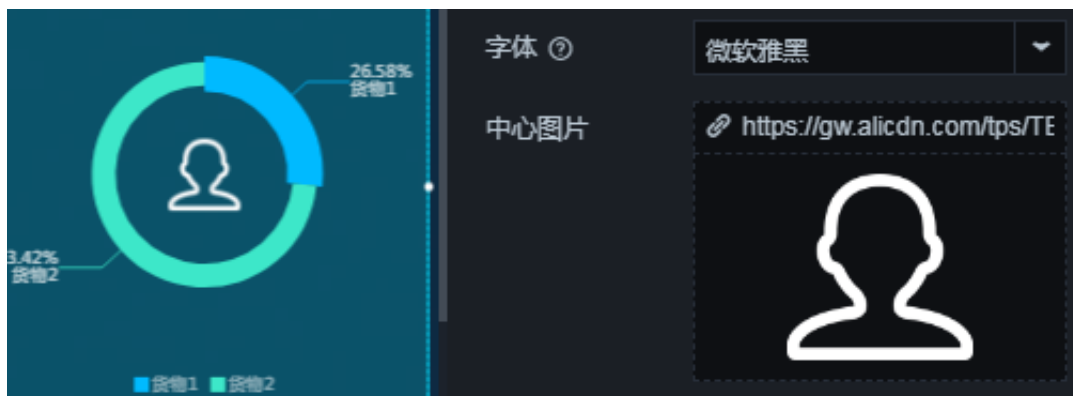 26.58%
货物1
3.42%
货物2
货物1 货物2
字体
微软雅黑
中心图片
https://gw.alicdn.com/tps/TE